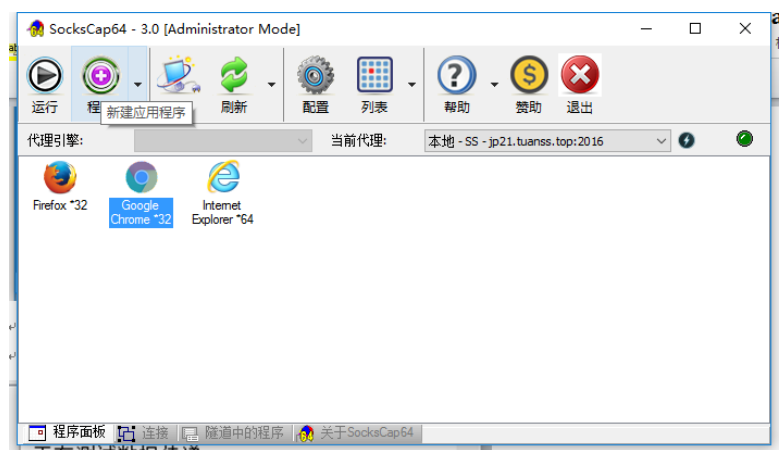 SocksCap64 - 3.0 [Administrator Mode]
运行
程
刷新
配置
列表
帮助
赞助
退出
新建应用程序
代理引擎:
当前代理:
本地 - SS - jp21.tuanss.top:2016
Firefox *32
Google
Chrome *32
Internet
Explorer *64
程序面板
连接
隧道中的程序
关于SocksCap64